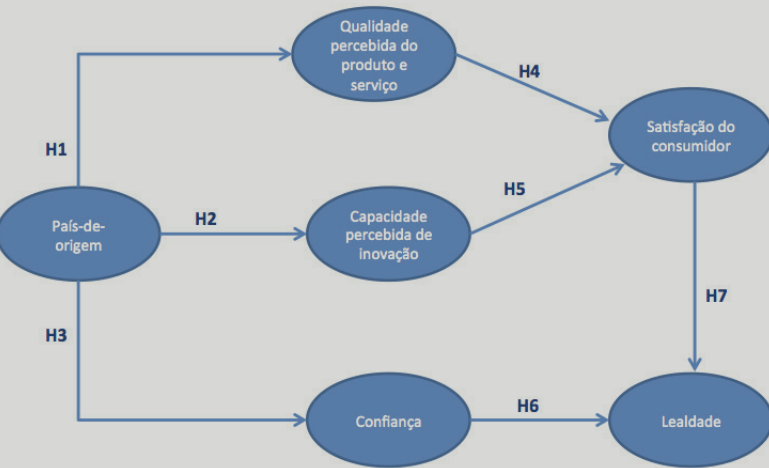 Qualidade
percebida do
produto e
serviço
H4
Satisfação do
consumidor
H1
H5
País-de-
origem
H2
Capacidade
percebida de
inovação
H7
H3
Confiança
H6
Lealdade